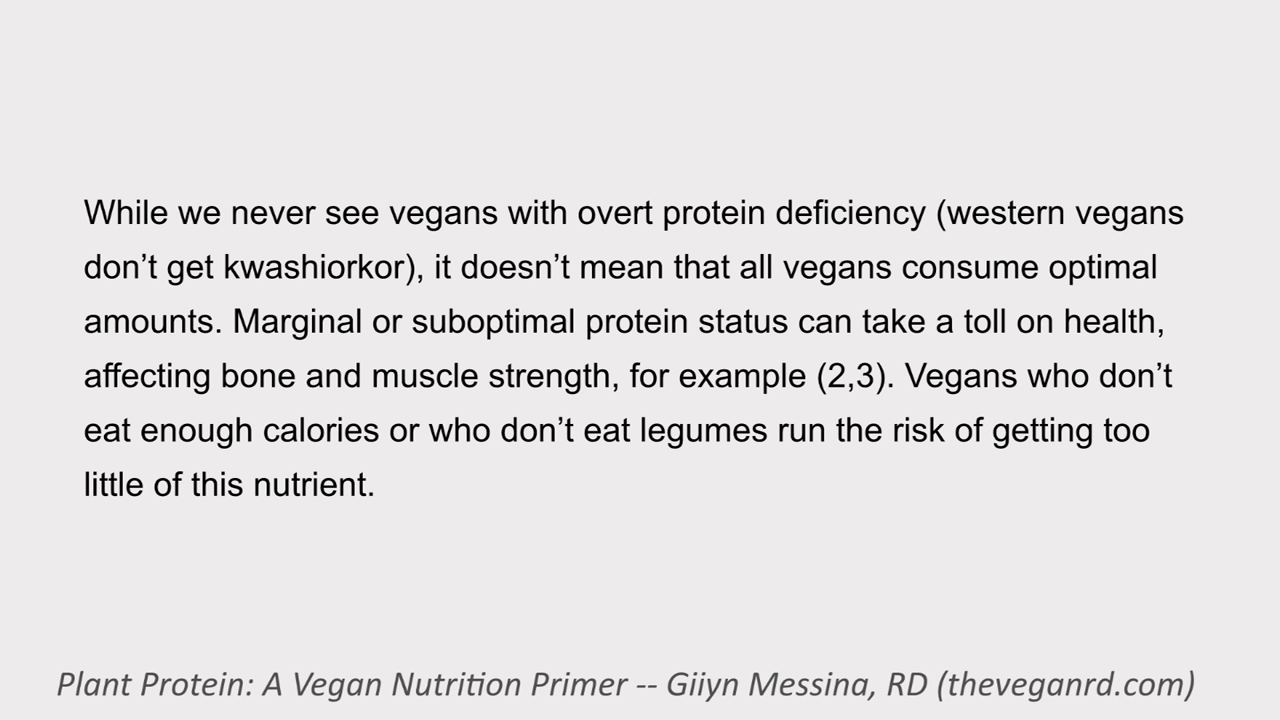 While we never see vegans with overt protein deficiency (western vegans
don’t get kwashiorkor), it doesn’t mean that all vegans consume optimal
amounts. Marginal or suboptimal protein status can take a toll on health,
affecting bone and muscle strength, for example (2,3). Vegans who don’t
eat enough calories or who don’t eat legumes run the risk of getting too
little of this nutrient.
Plant Protein: A Vegan Nutrition Primer -- Giiyn Messina, RD (theveganrd.com)